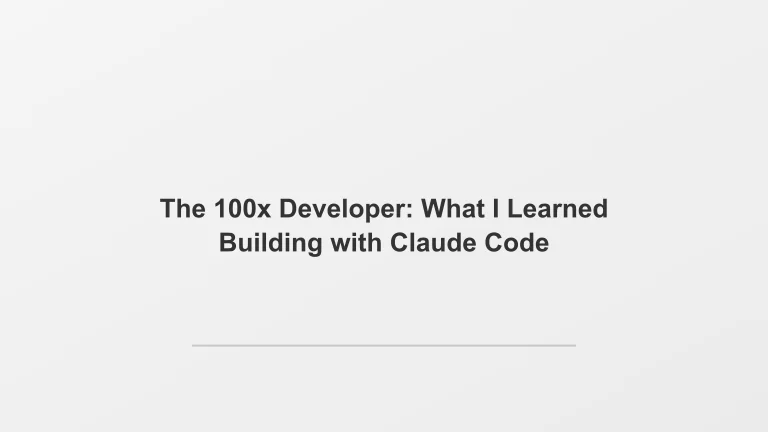 The 100x Developer: What I Learned
Building with Claude Code